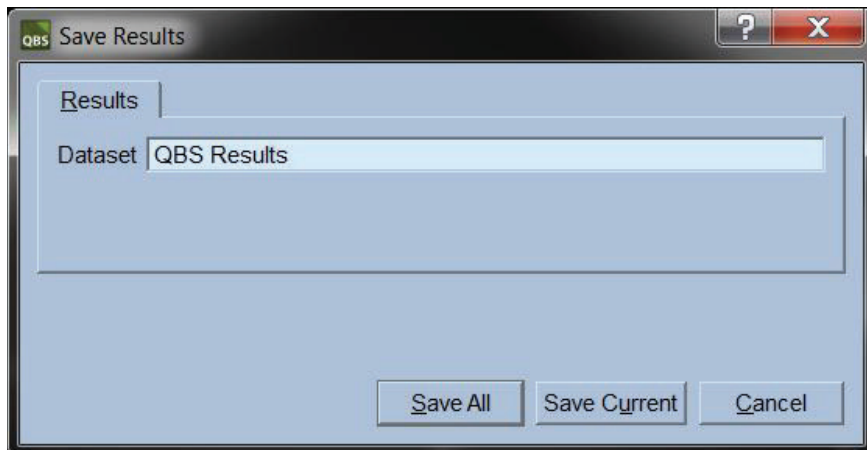 QBS Save Results
?
X
Results
Dataset QBS Results
Save All Save Current Cancel